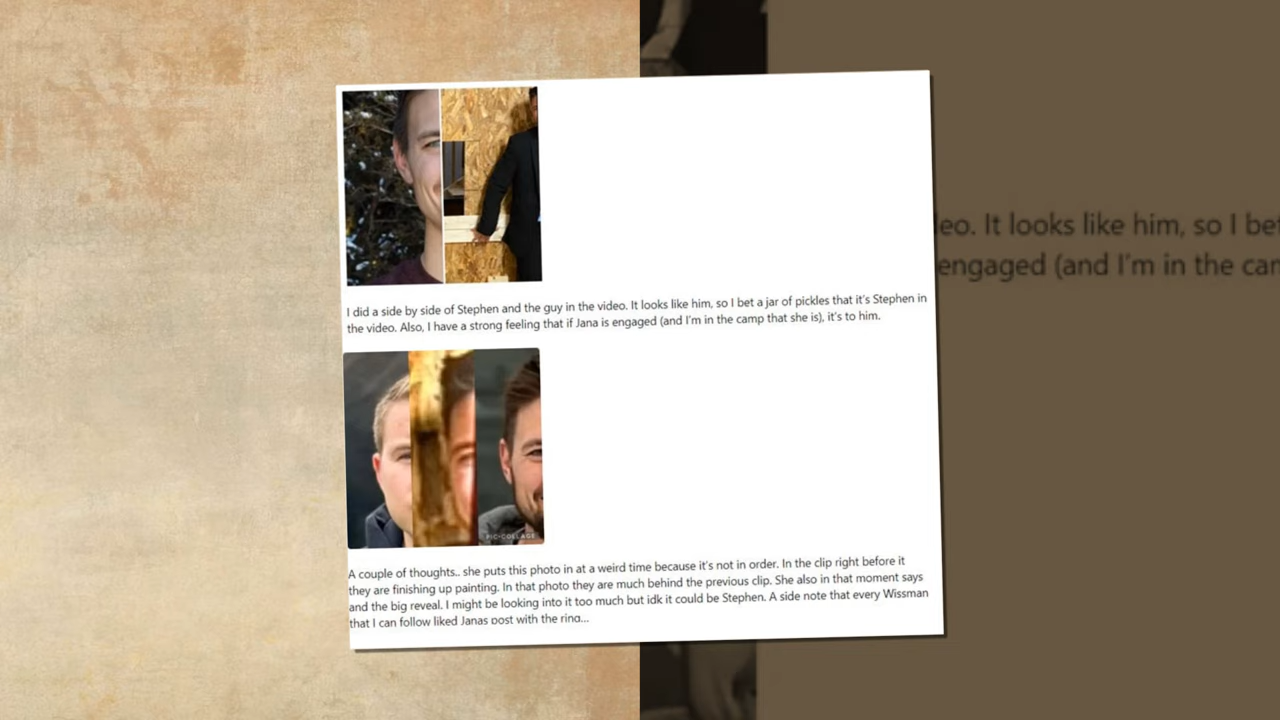 I did a side by side of Stephen and the guy in the video. It looks like him, so I bet a jar of pickles that it's Stephen in
the video. Also, I have a strong feeling that if Jana is engaged (and I'm in the camp that she is), it's to him.
leo. It looks like him, so I bet
engaged (and I'm in the car
PIC•COLLAGE
A couple of thoughts.. she puts this photo in at a weird time because it's not in order. In the clip right before it
they are finishing up painting. In that photo they are much behind the previous clip. She also in that moment says
and the big reveal. I might be looking into it too much but idk it could be Stephen. A side note that every Wissman
that I can follow liked Janas post with the ring...